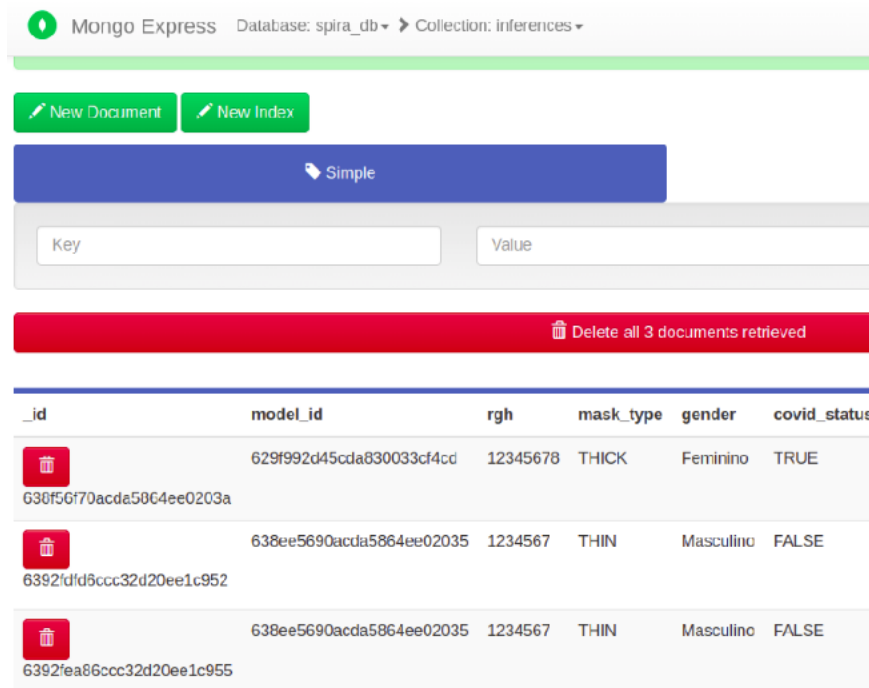 Mongo Express Database: spira_db Collection: inferences
New Document New Index
Simple
Key Value
Delete all 3 documents retrieved
_id model_id rgh mask_type gender covid_status
629f992d45cda830033cf4cd 12345678 THICK Feminino TRUE
638f56f70acda5864ee0203a
638ee5690acda5864ee02035 1234567 THIN Masculino FALSE
6392fdfd6ccc32d20ee1c952
638ee5690acda5864ee02035 1234567 THIN Masculino FALSE
6392fea86ccc32d20ee1c955